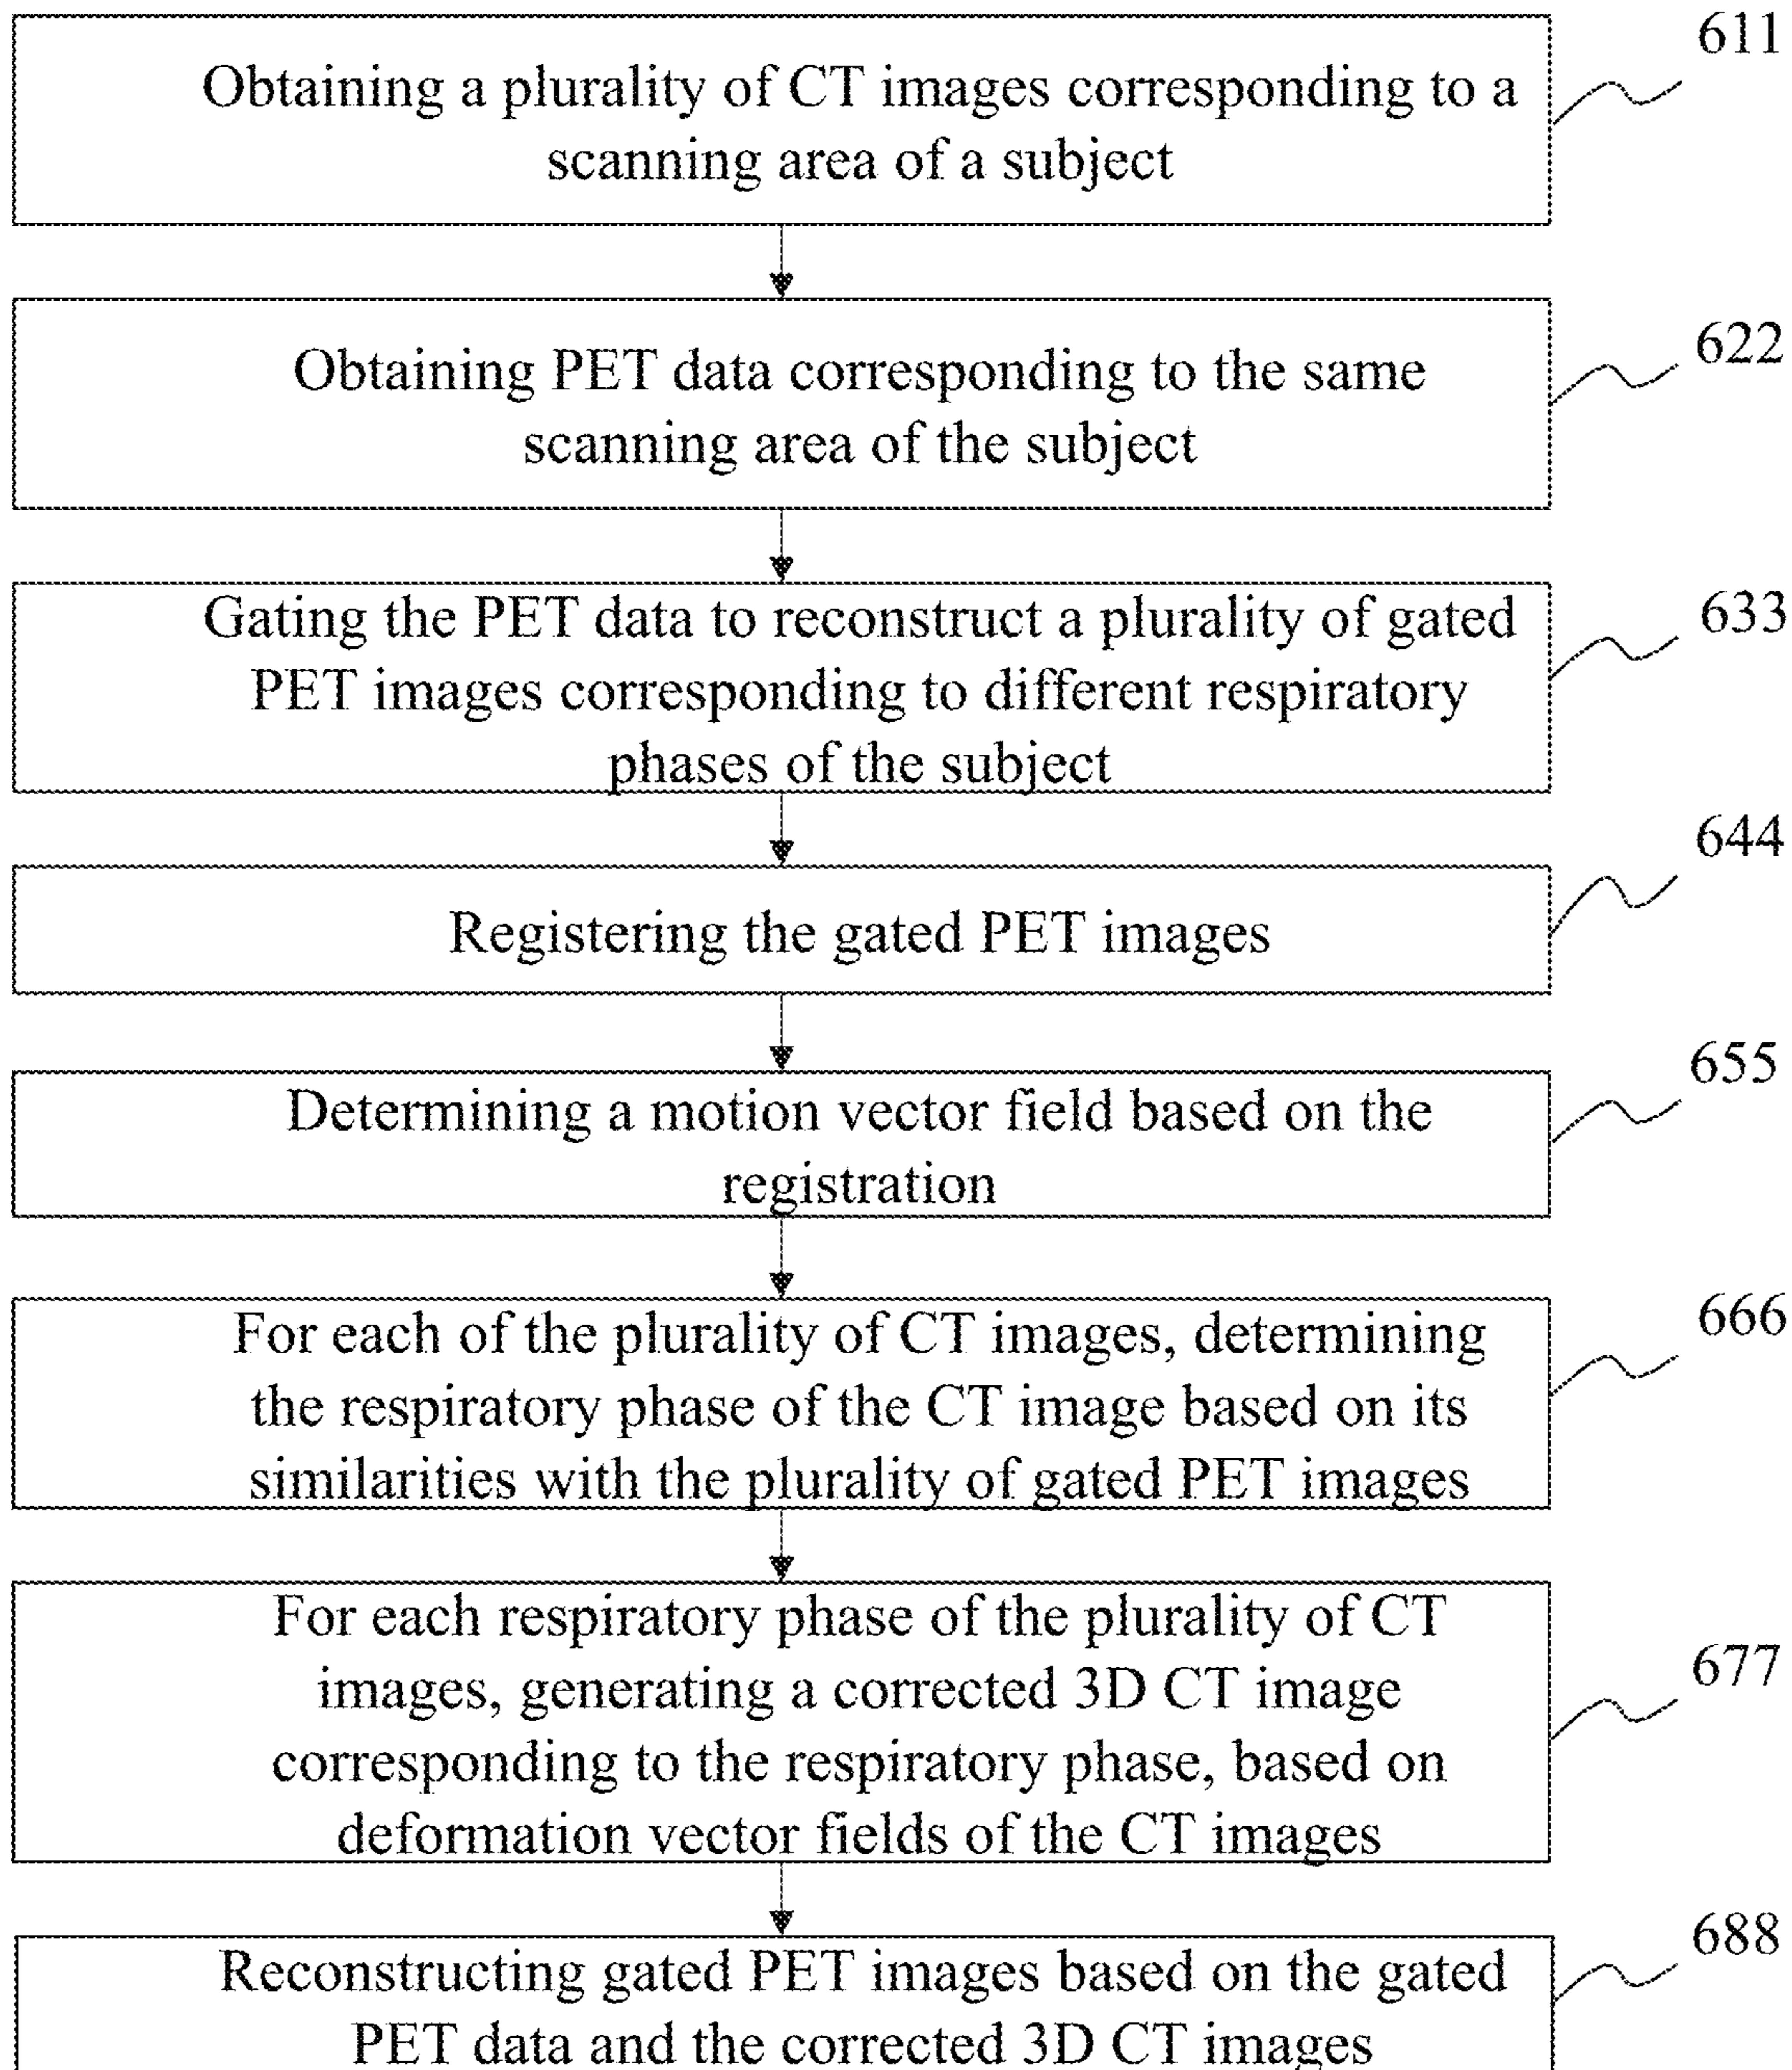 611
Obtaining a plurality of CT images corresponding to a
scanning area of a subject
622
Obtaining PET data corresponding to the same
scanning area of the subject
633
Gating the PET data to reconstruct a plurality of gated
PET images corresponding to different respiratory
phases of the subject
644
Registering the gated PET images
655
Determining a motion vector field based on the
registration
666
For each of the plurality of CT images, determining
the respiratory phase of the CT image based on its
similarities with the plurality of gated PET images
677
For each respiratory phase of the plurality of CT
images, generating a corrected 3D CT image
corresponding to the respiratory phase, based on
deformation vector fields of the CT images
688
Reconstructing gated PET images based on the gated
PET data and the corrected 3D CT images